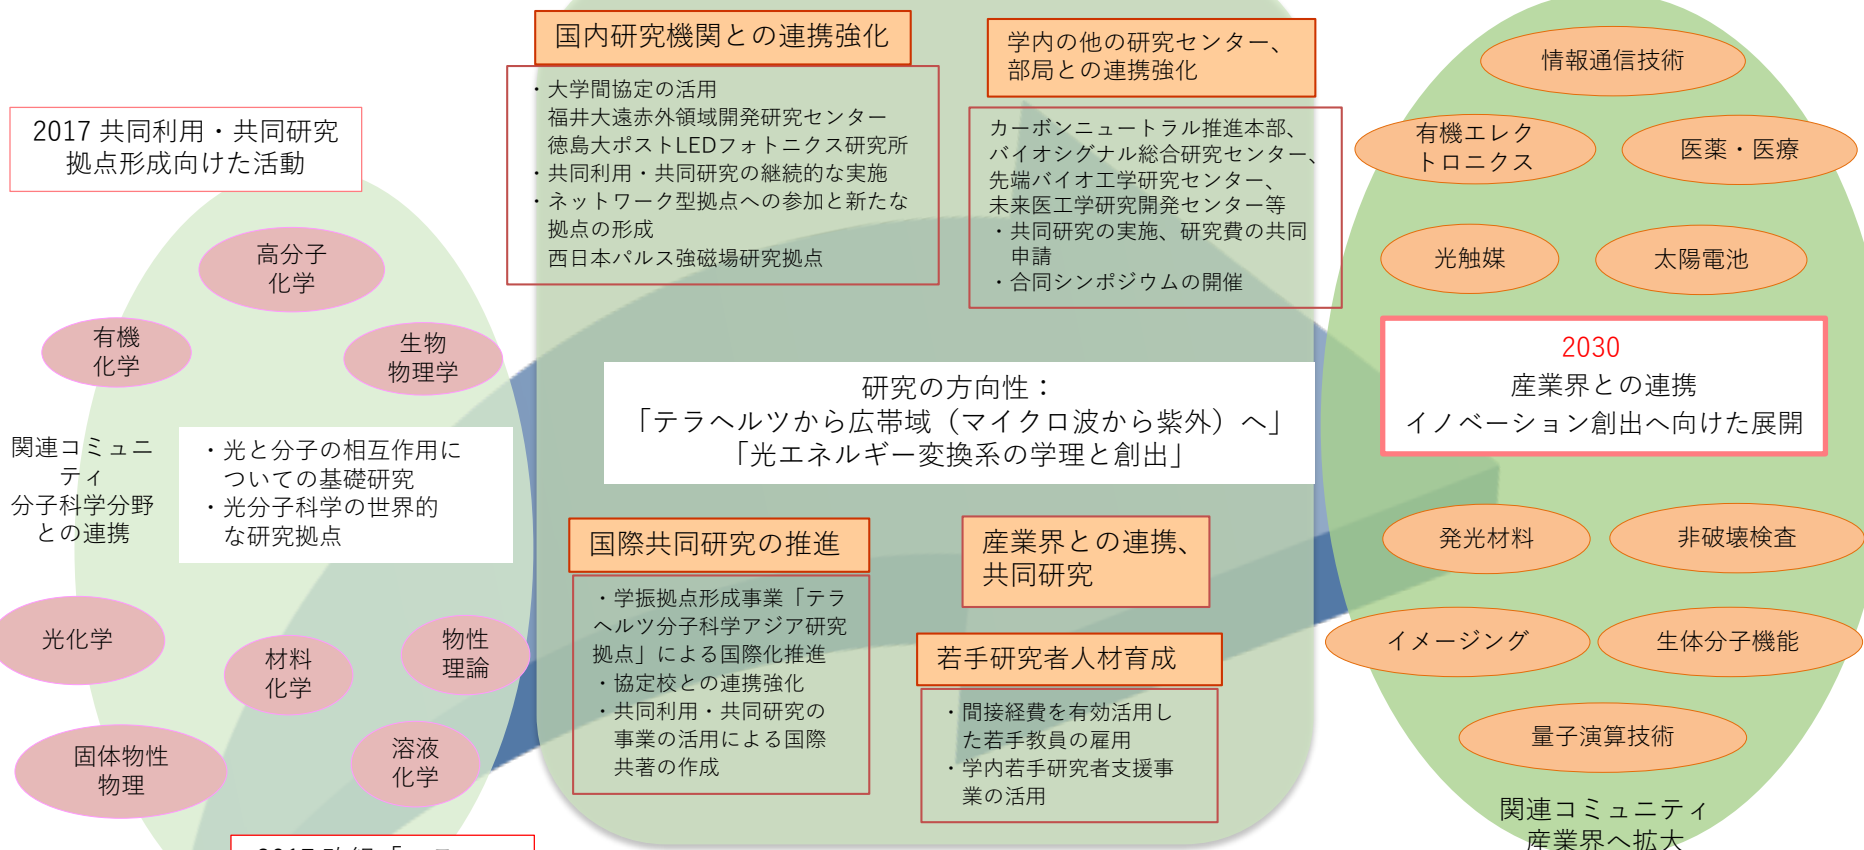 2017 共同利用・共同研究
拠点形成向けた活動
高分子
化学
有機
化学
生物
物理学
関連コミュニ
ティ
分子科学分野
との連携
・光と分子の相互作用に
ついての基礎研究
・光分子科学の世界的
な研究拠点
光化学
材料
化学
物性
理論
固体物性
物理
溶液
化学
国内研究機関との連携強化
・大学間協定の活用
福井大遠赤外領域開発研究センター
徳島大ポストLEDフォトニクス研究所
・共同利用・共同研究の継続的な実施
・ネットワーク型拠点への参加と新たな
拠点の形成
西日本パルス強磁場研究拠点
学内の他の研究センター、
部局との連携強化
カーボンニュートラル推進本部、
バイオシグナル総合研究センター、
先端バイオ工学研究センター、
未来医工学研究開発センター等
・共同研究の実施、研究費の共同
申請
・合同シンポジウムの開催
研究の方向性：
「テラヘルツから広帯域（マイクロ波から紫外）へ」
「光エネルギー変換系の学理と創出」
国際共同研究の推進
・学振拠点形成事業「テラ
ヘルツ分子科学アジア研究
拠点」による国際化推進
・協定校との連携強化
・共同利用・共同研究の
事業の活用による国際
共著の作成
産業界との連携、
共同研究
若手研究者人材育成
・間接経費を有効活用し
た若手教員の雇用
・学内若手研究者支援事
業の活用
情報通信技術
有機エレク
トロニクス
医薬・医療
光触媒
太陽電池
2030
産業界との連携
イノベーション創出へ向けた展開
発光材料
非破壊検査
イメージング
生体分子機能
量子演算技術
関連コミュニティ
産業界へ拡大